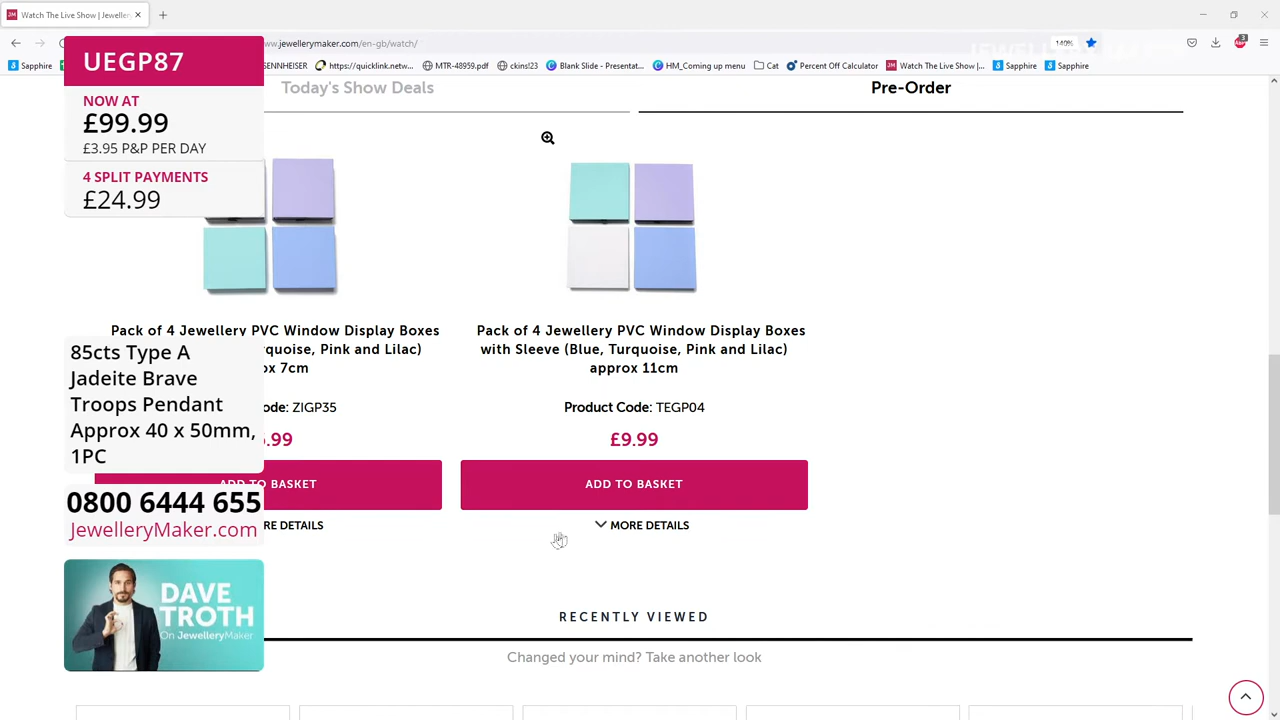 Watch The Live Show | Jeweller
www.jewellerymaker.com/en-gb/watch/
140%
3
Sapphire
SENNHEISER
https://quicklink.netw...
MTR-48959.pdf
ckins!23
Blank Slide - Presentat...
HM_Coming up menu
Cat
Percent Off Calculator
Watch The Live Show |...
Sapphire
Sapphire
UEGP87
NOW AT
£99.99
£3.95 P&P PER DAY
4 SPLIT PAYMENTS
£24.99
Today's Show Deals
Pre-Order
Pack of 4 Jewellery PVC Window Display Boxes
quoise, Pink and Lilac)
ox 7cm
ode: ZIGP35
.99
ADD TO BASKET
RE DETAILS
Pack of 4 Jewellery PVC Window Display Boxes
with Sleeve (Blue, Turquoise, Pink and Lilac)
approx 11cm
Product Code: TEGP04
£9.99
ADD TO BASKET
MORE DETAILS
85cts Type A
Jadeite Brave
Troops Pendant
Approx 40 x 50mm,
1PC
0800 6444 655
JewelleryMaker.com
DAVE
TROTH
On JewelleryMaker
RECENTLY VIEWED
Changed your mind? Take another look